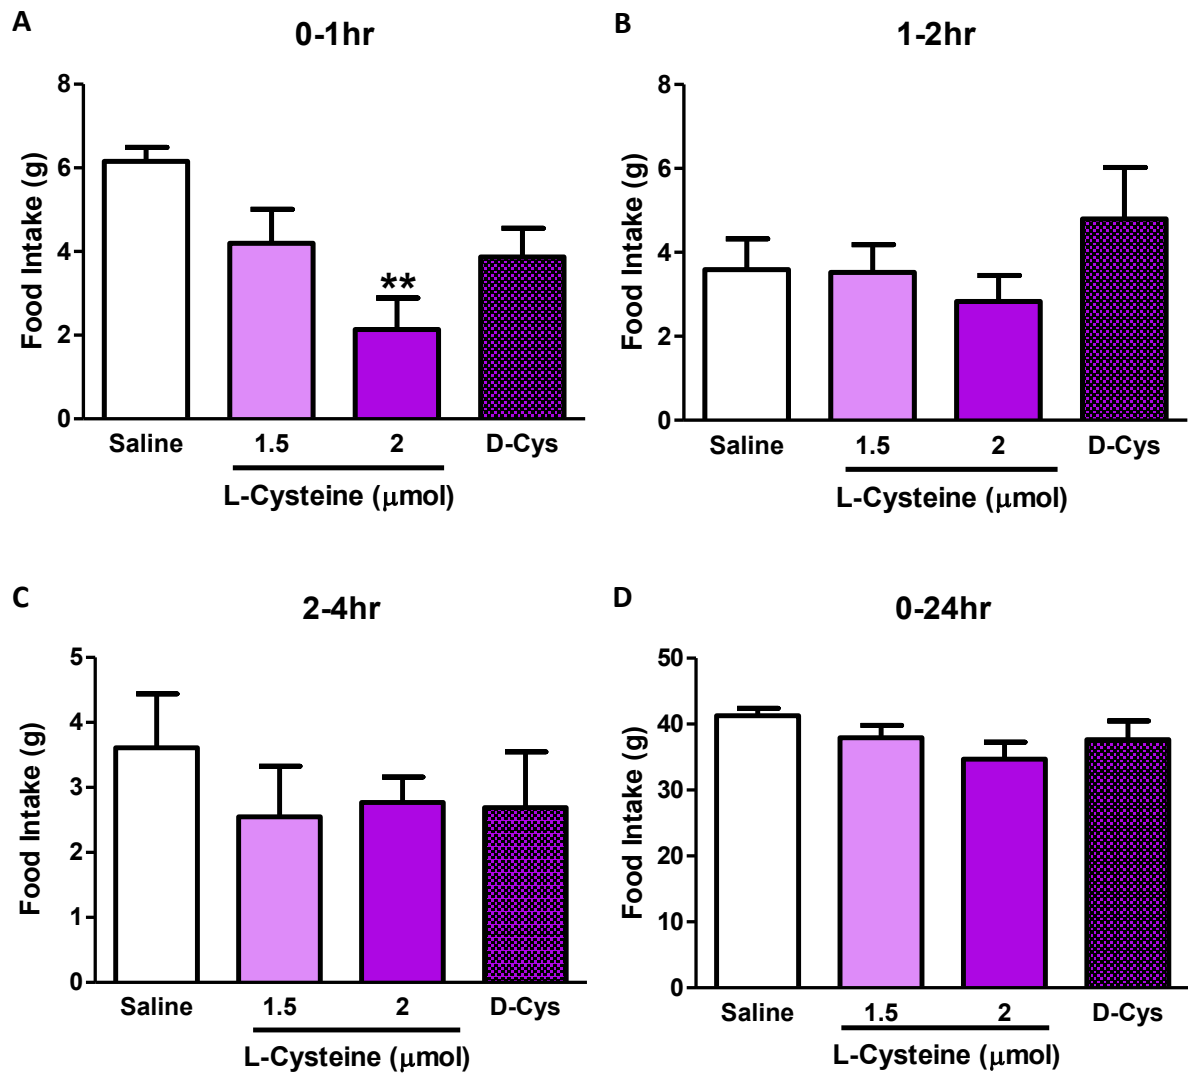 A
0-1hr
Food Intake (g)
8
6
4
2
0
**
Saline 1.5 2 D-Cys
L-Cysteine (μmol)
B
1-2hr
Food Intake (g)
8
6
4
2
0
Saline 1.5 2 D-Cys
L-Cysteine (μmol)
C
2-4hr
Food Intake (g)
5
4
3
2
1
0
Saline 1.5 2 D-Cys
L-Cysteine (μmol)
D
0-24hr
Food Intake (g)
50
40
30
20
10
0
Saline 1.5 2 D-Cys
L-Cysteine (μmol)